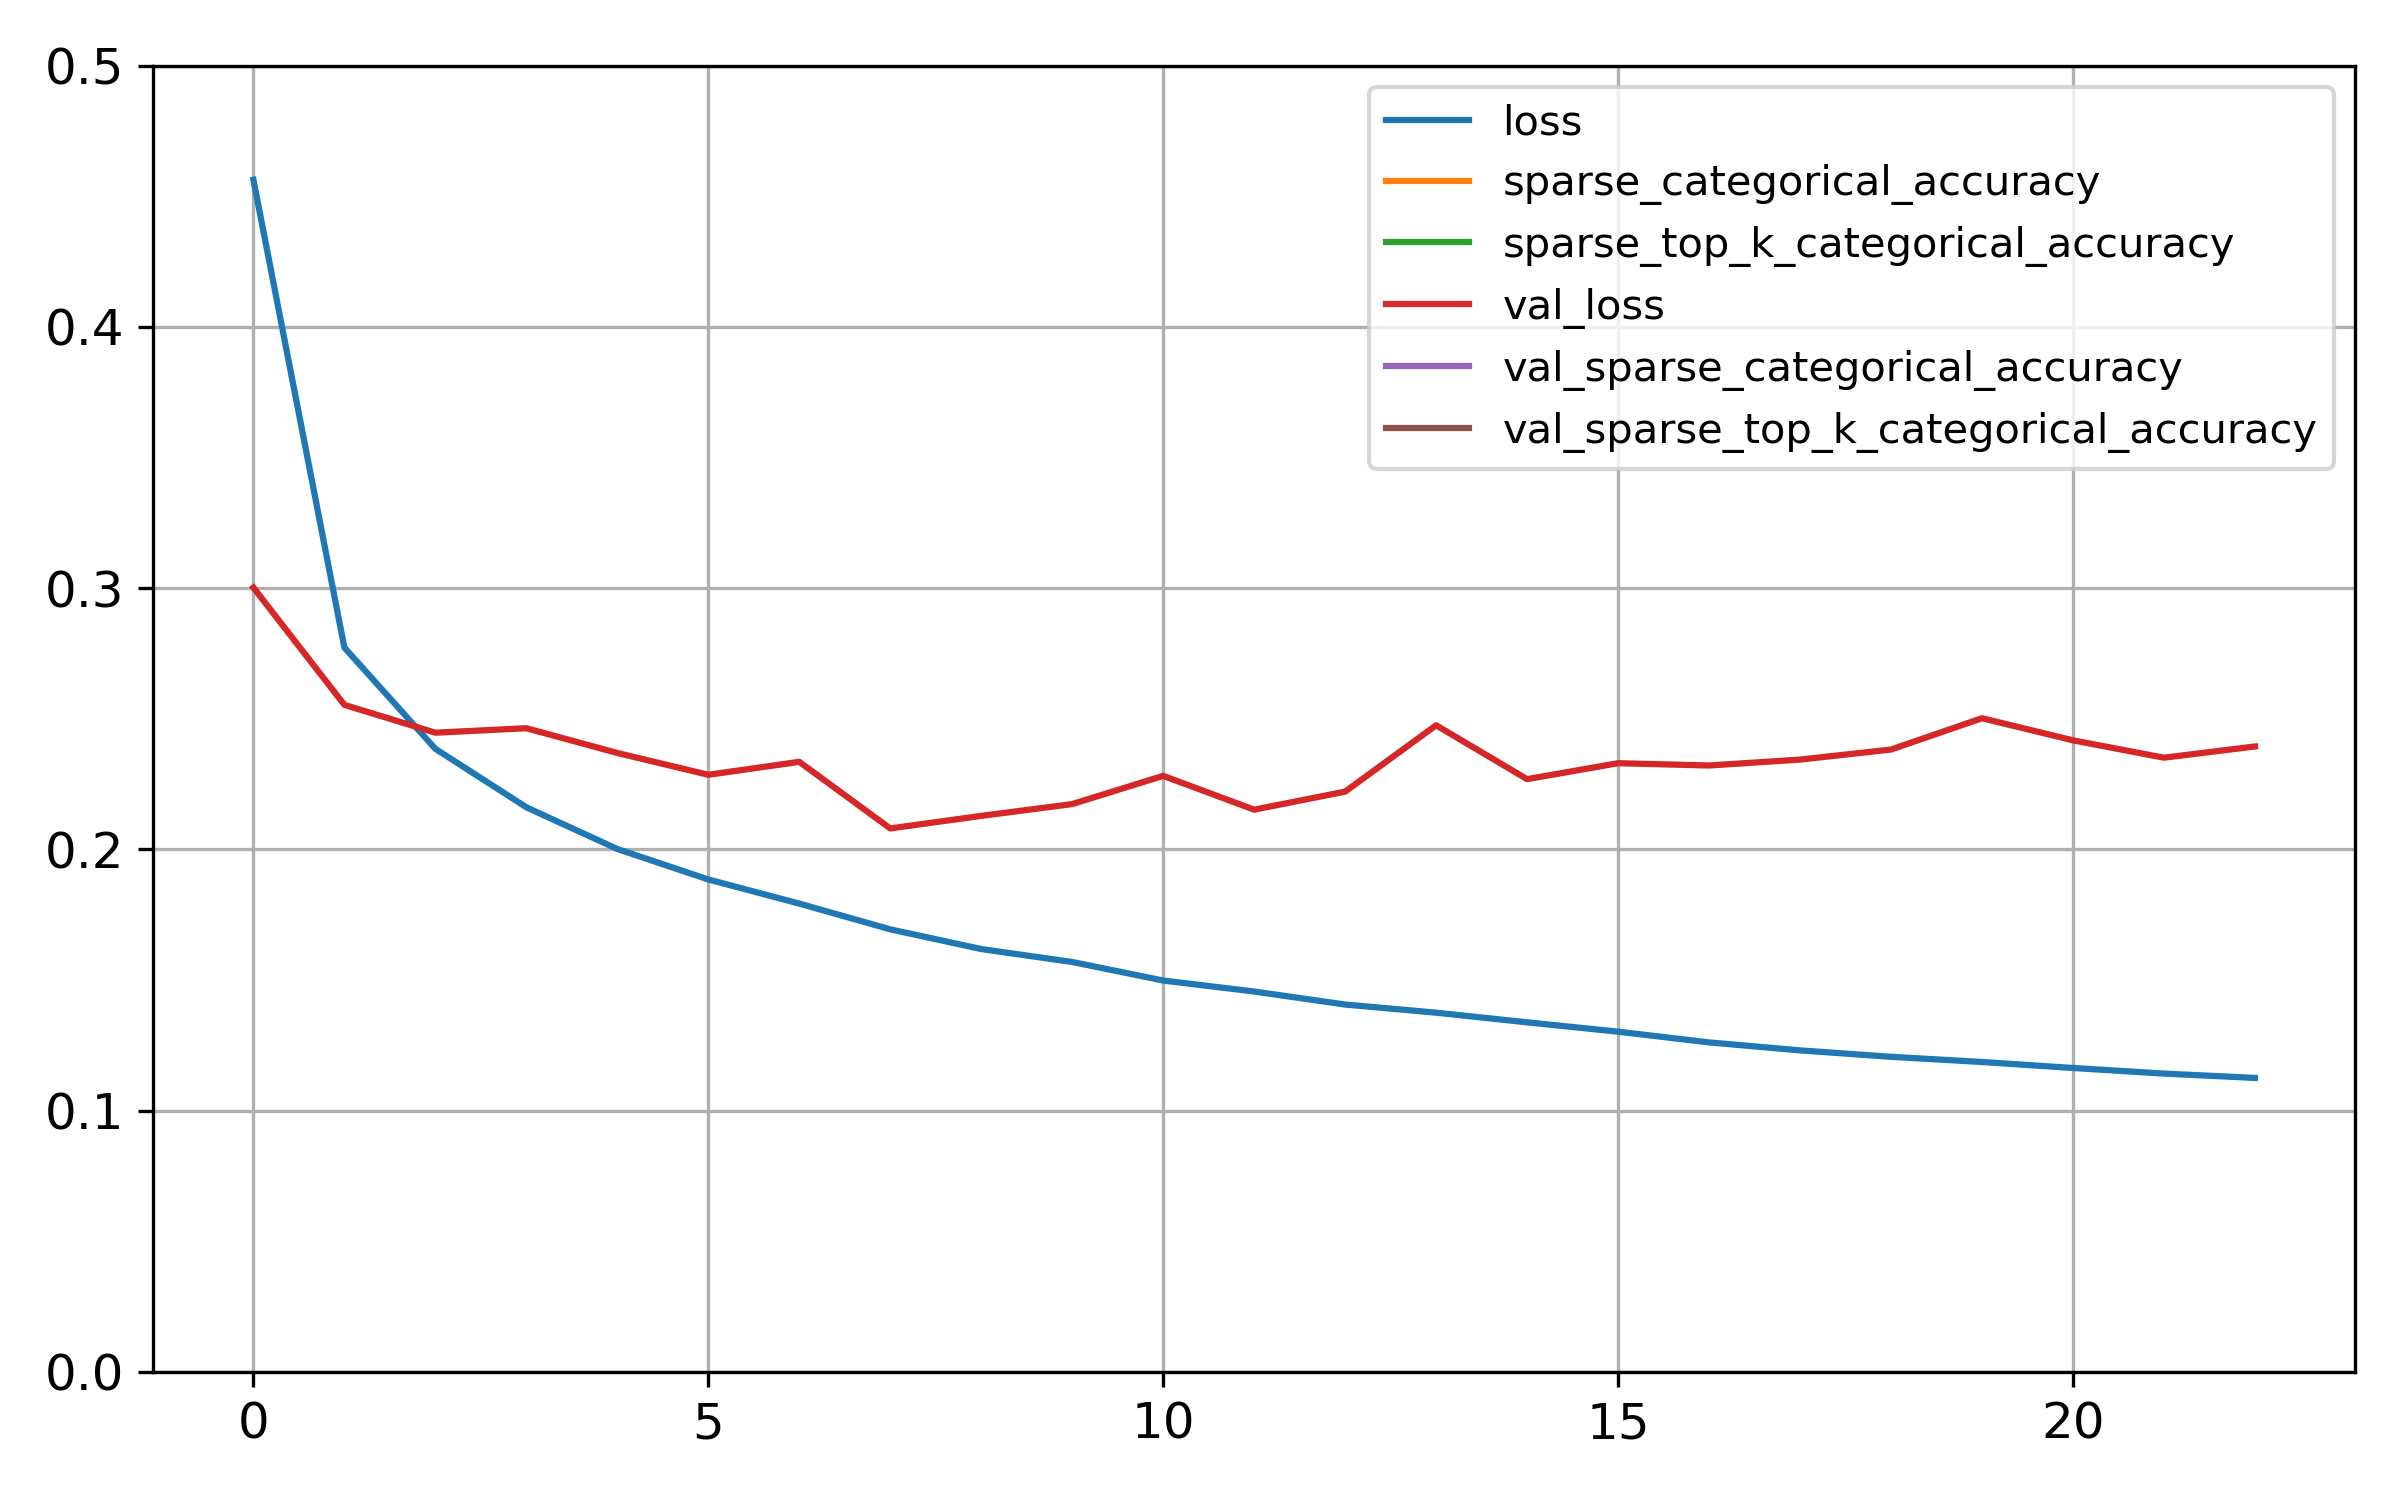 0.5
0.4
0.3
0.2
0.1
0.0
0 5 10 15 20
loss
sparse_categorical_accuracy
sparse_top_k_categorical_accuracy
val_loss
val_sparse_categorical_accuracy
val_sparse_top_k_categorical_accuracy